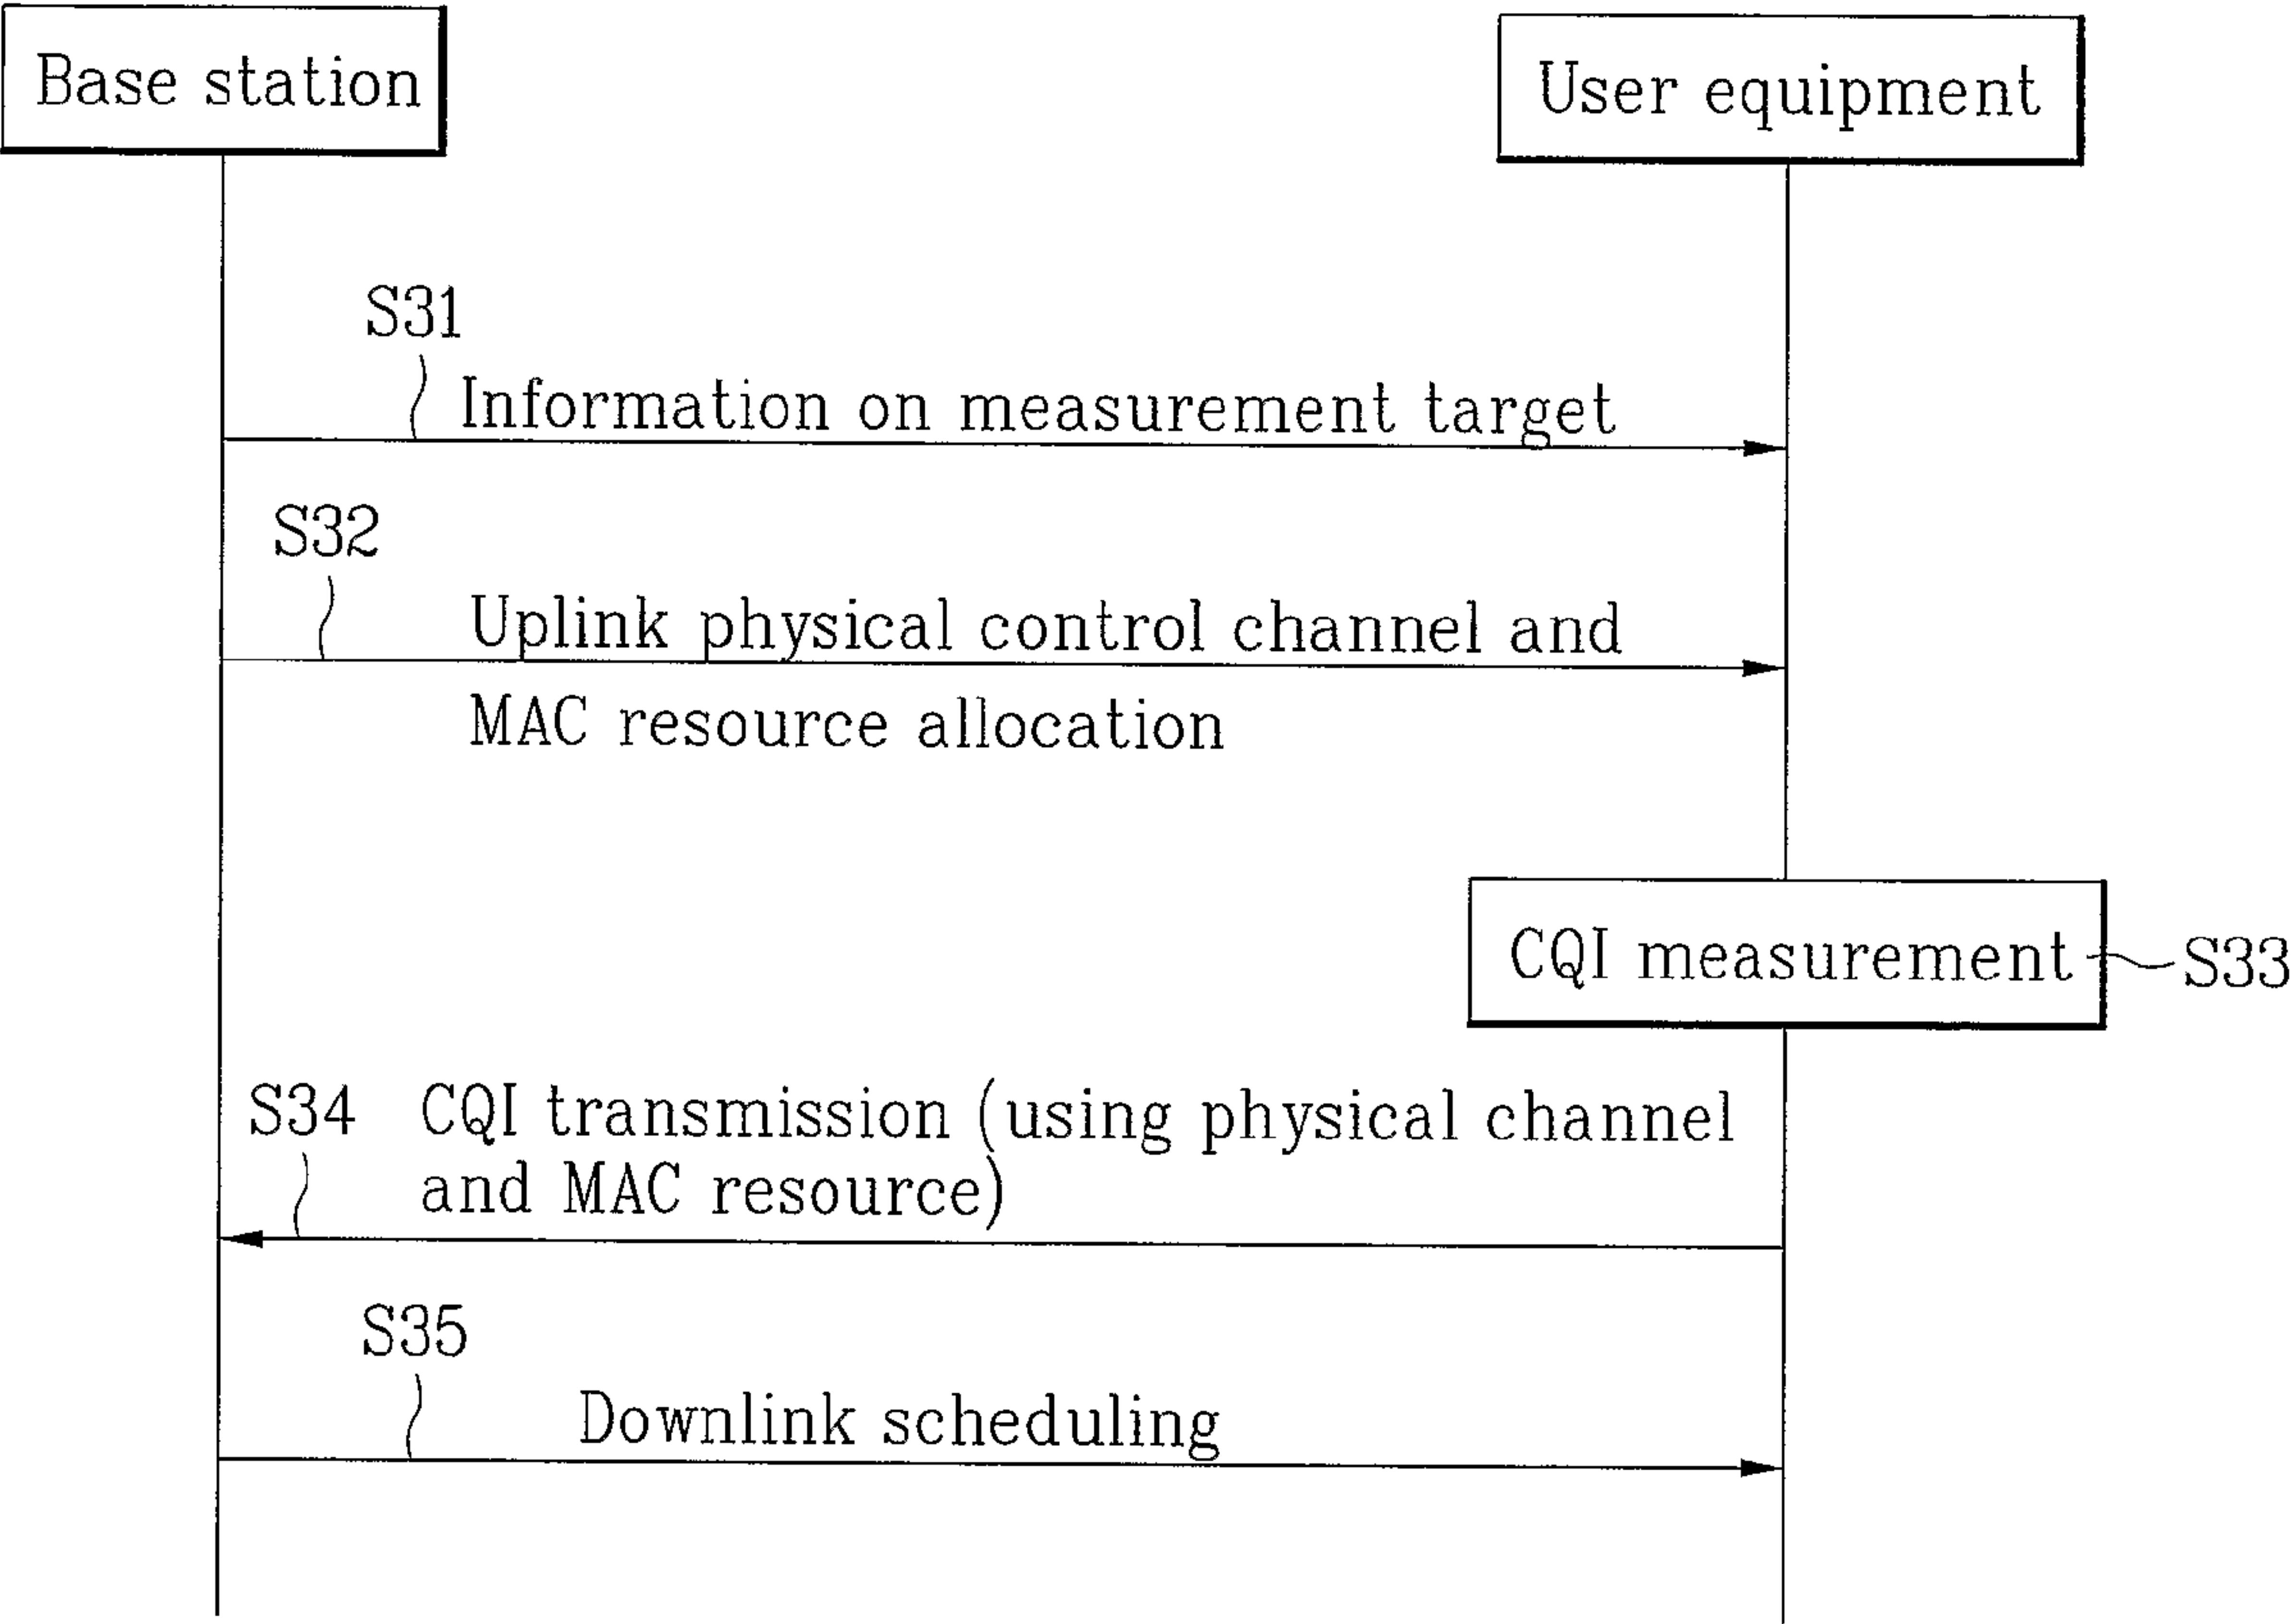 Base station
User equipment
S31
Information on measurement target
S32
Uplink physical control channel and
MAC resource allocation
CQI measurement
S33
S34
CQI transmission (using physical channel
and MAC resource)
S35
Downlink scheduling